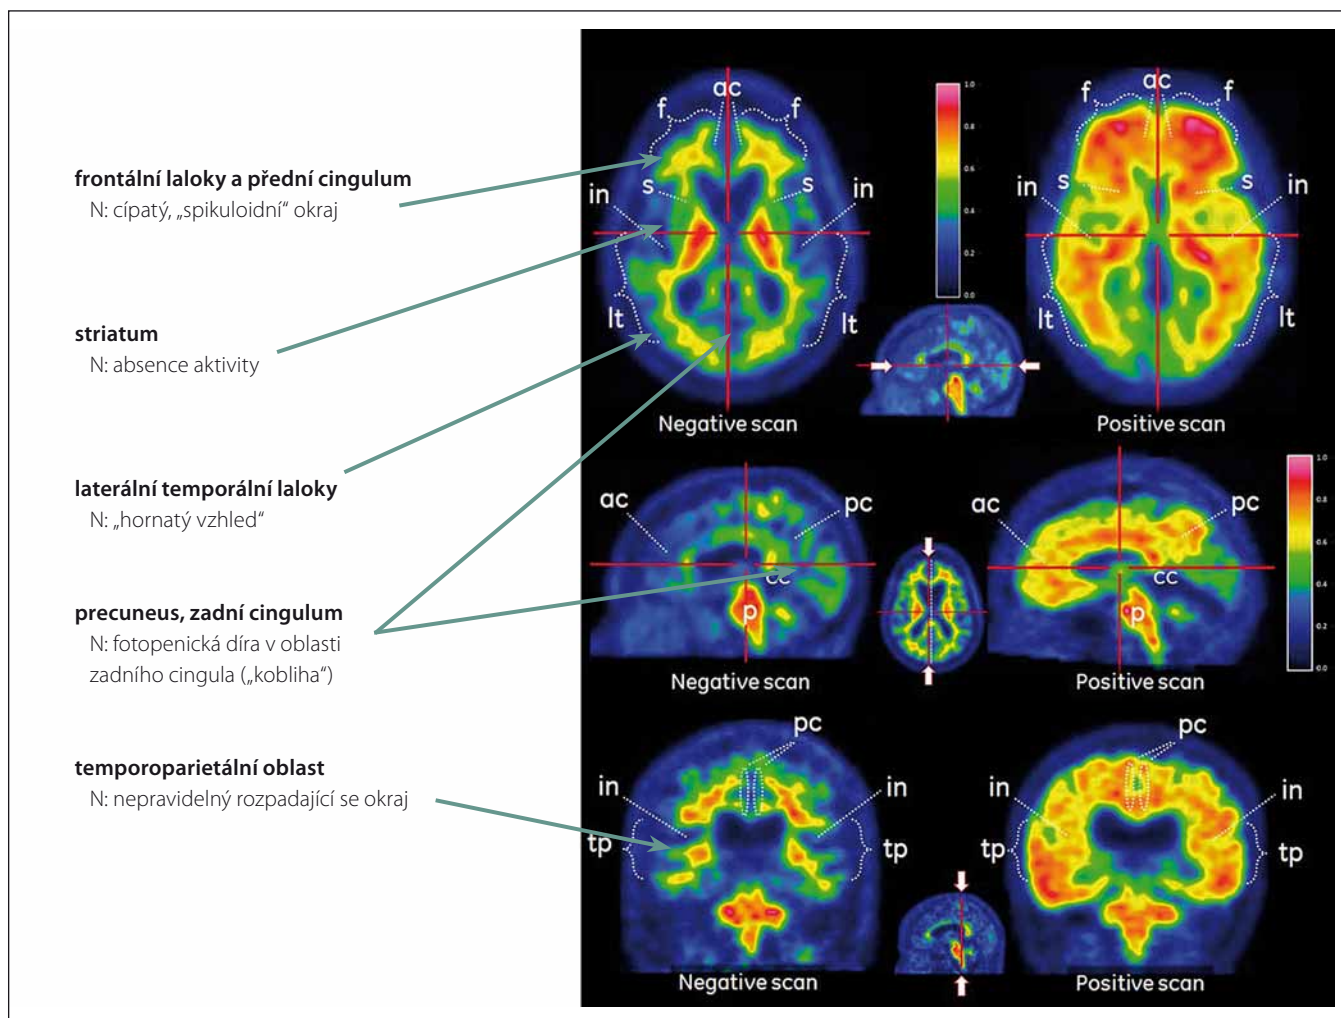 frontální laloky a přední cingulum
N: cípatý, „spikuloidní“ okraj
striatum
N: absence aktivity
laterální temporální laloky
N: „hornatý vzhled“
precuneus, zadní cingulum
N: fotopenická díra v oblasti
zadního cingula („kobliha“)
temporoparietální oblast
N: nepravidelný rozpadající se okraj
ac
f f
s s
in in
lt lt
Negative scan
1.0
0.8
0.6
0.4
0.2
0.0
ac
f f
s s
in in
lt lt
Positive scan
ac pc
cc
p
Negative scan
ac pc
cc
p
Positive scan
1.0
0.8
0.6
0.4
0.2
0.0
pc
in in
tp tp
Negative scan
pc
in in
tp tp
Positive scan